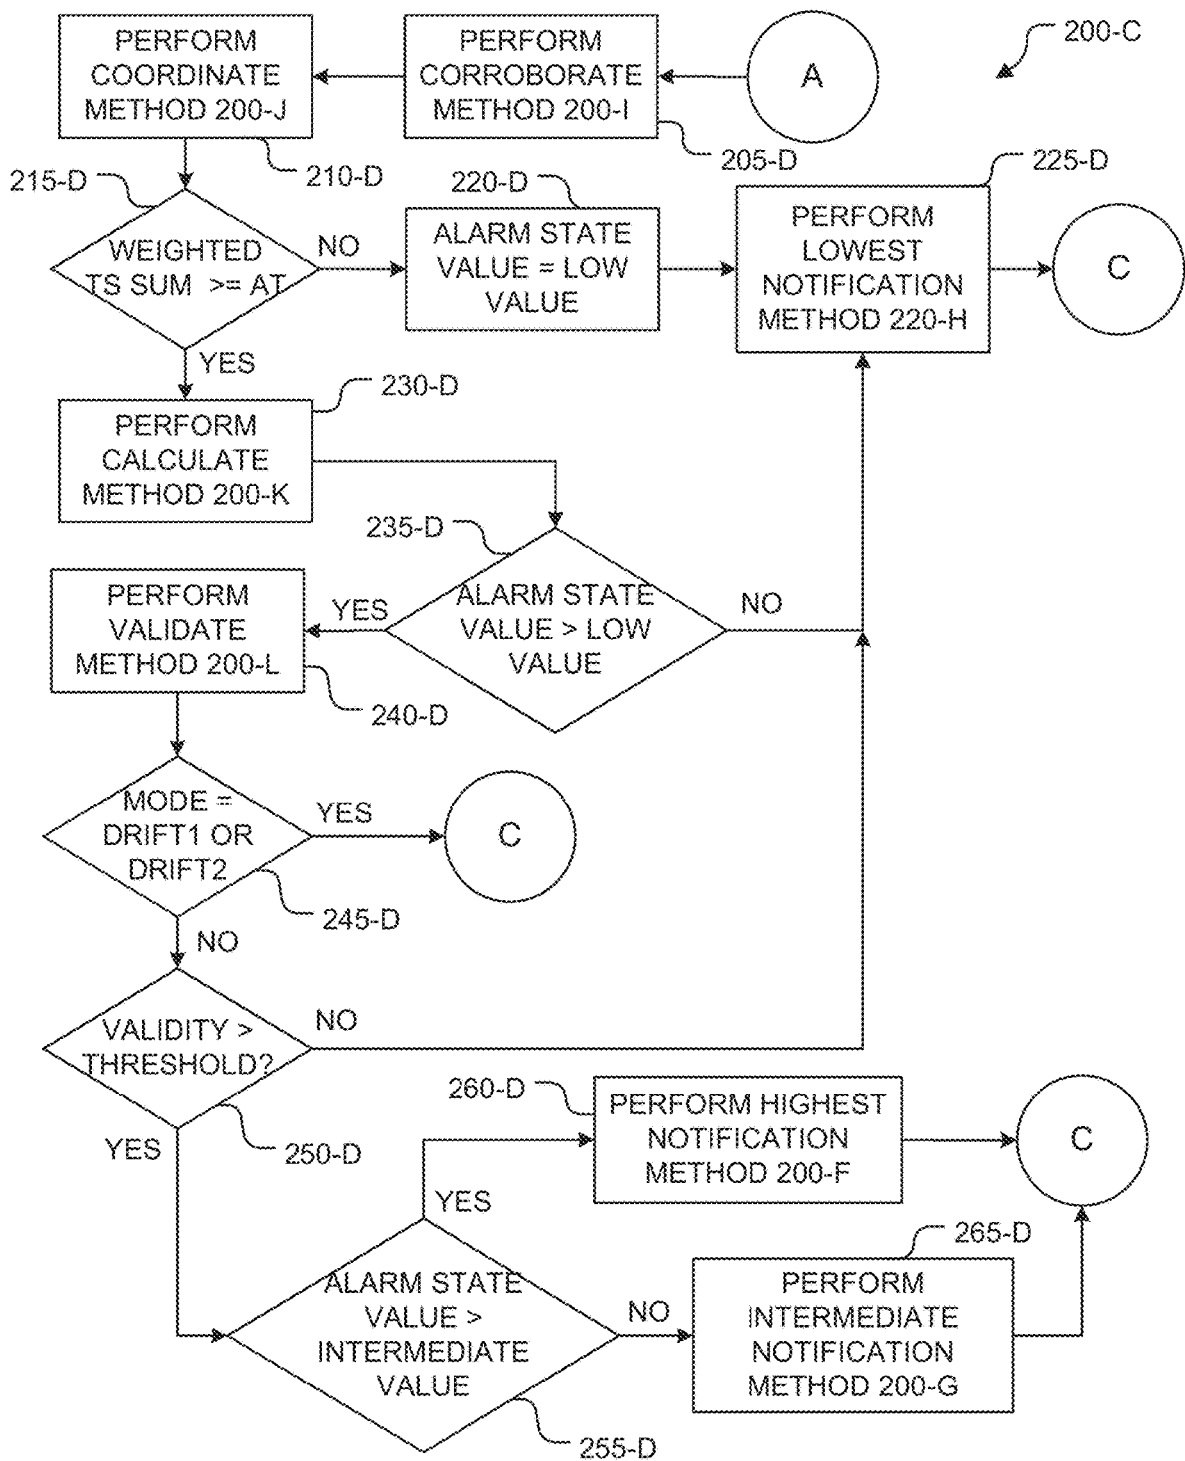 PERFORM
COORDINATE
METHOD 200-J
PERFORM
CORROBORATE
METHOD 200-I
A
200-C
215-D
210-D
205-D
225-D
WEIGHTED
TS SUM >= AT
NO
220-D
ALARM STATE
VALUE = LOW
VALUE
PERFORM
LOWEST
NOTIFICATION
METHOD 220-H
C
YES
230-D
PERFORM
CALCULATE
METHOD 200-K
235-D
ALARM STATE
VALUE > LOW
VALUE
YES
NO
PERFORM
VALIDATE
METHOD 200-L
240-D
MODE =
DRIFT1 OR
DRIFT2
YES
C
245-D
NO
VALIDITY >
THRESHOLD?
NO
YES
250-D
260-D
PERFORM HIGHEST
NOTIFICATION
METHOD 200-F
C
YES
265-D
ALARM STATE
VALUE >
INTERMEDIATE
VALUE
NO
PERFORM
INTERMEDIATE
NOTIFICATION
METHOD 200-G
255-D